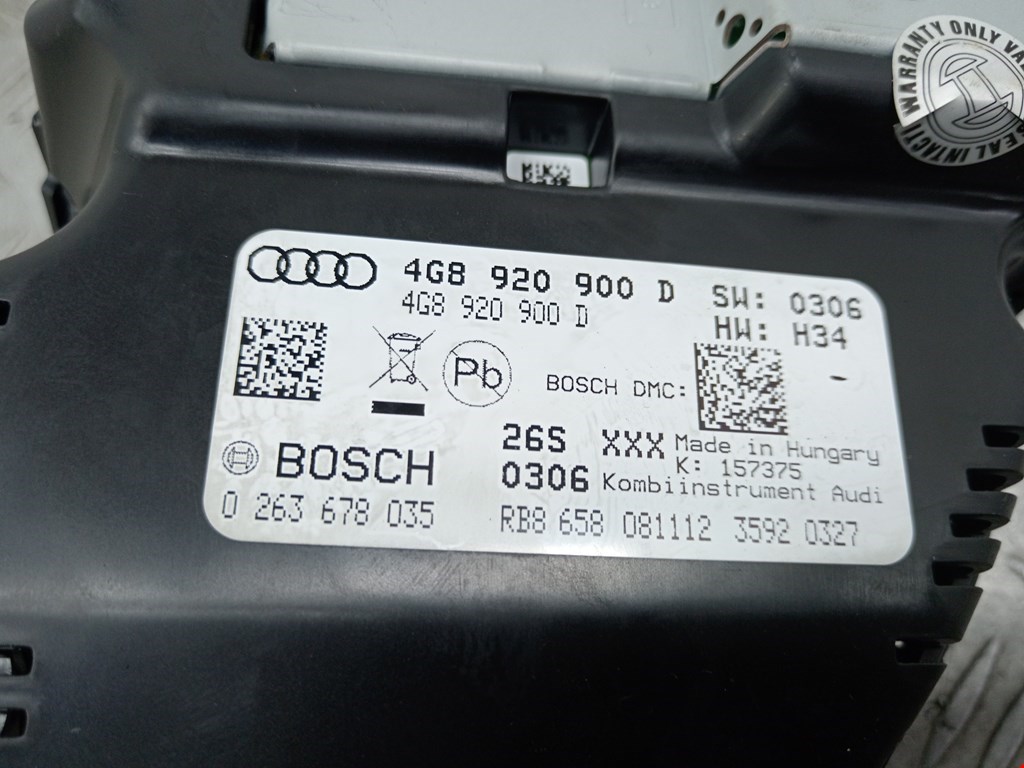 WARRANTY ONLY VA
SEAL INTACT
4G8 920 900 D
4G8 920 900 D
SW: 0306
HW: H34
Pb
BOSCH DMC:
-
BOSCH
0 263 678 035
26S XXX
0306
Made in Hungary
K: 157375
Kombiinstrument Audi
RB8 658 081112 3592 0327